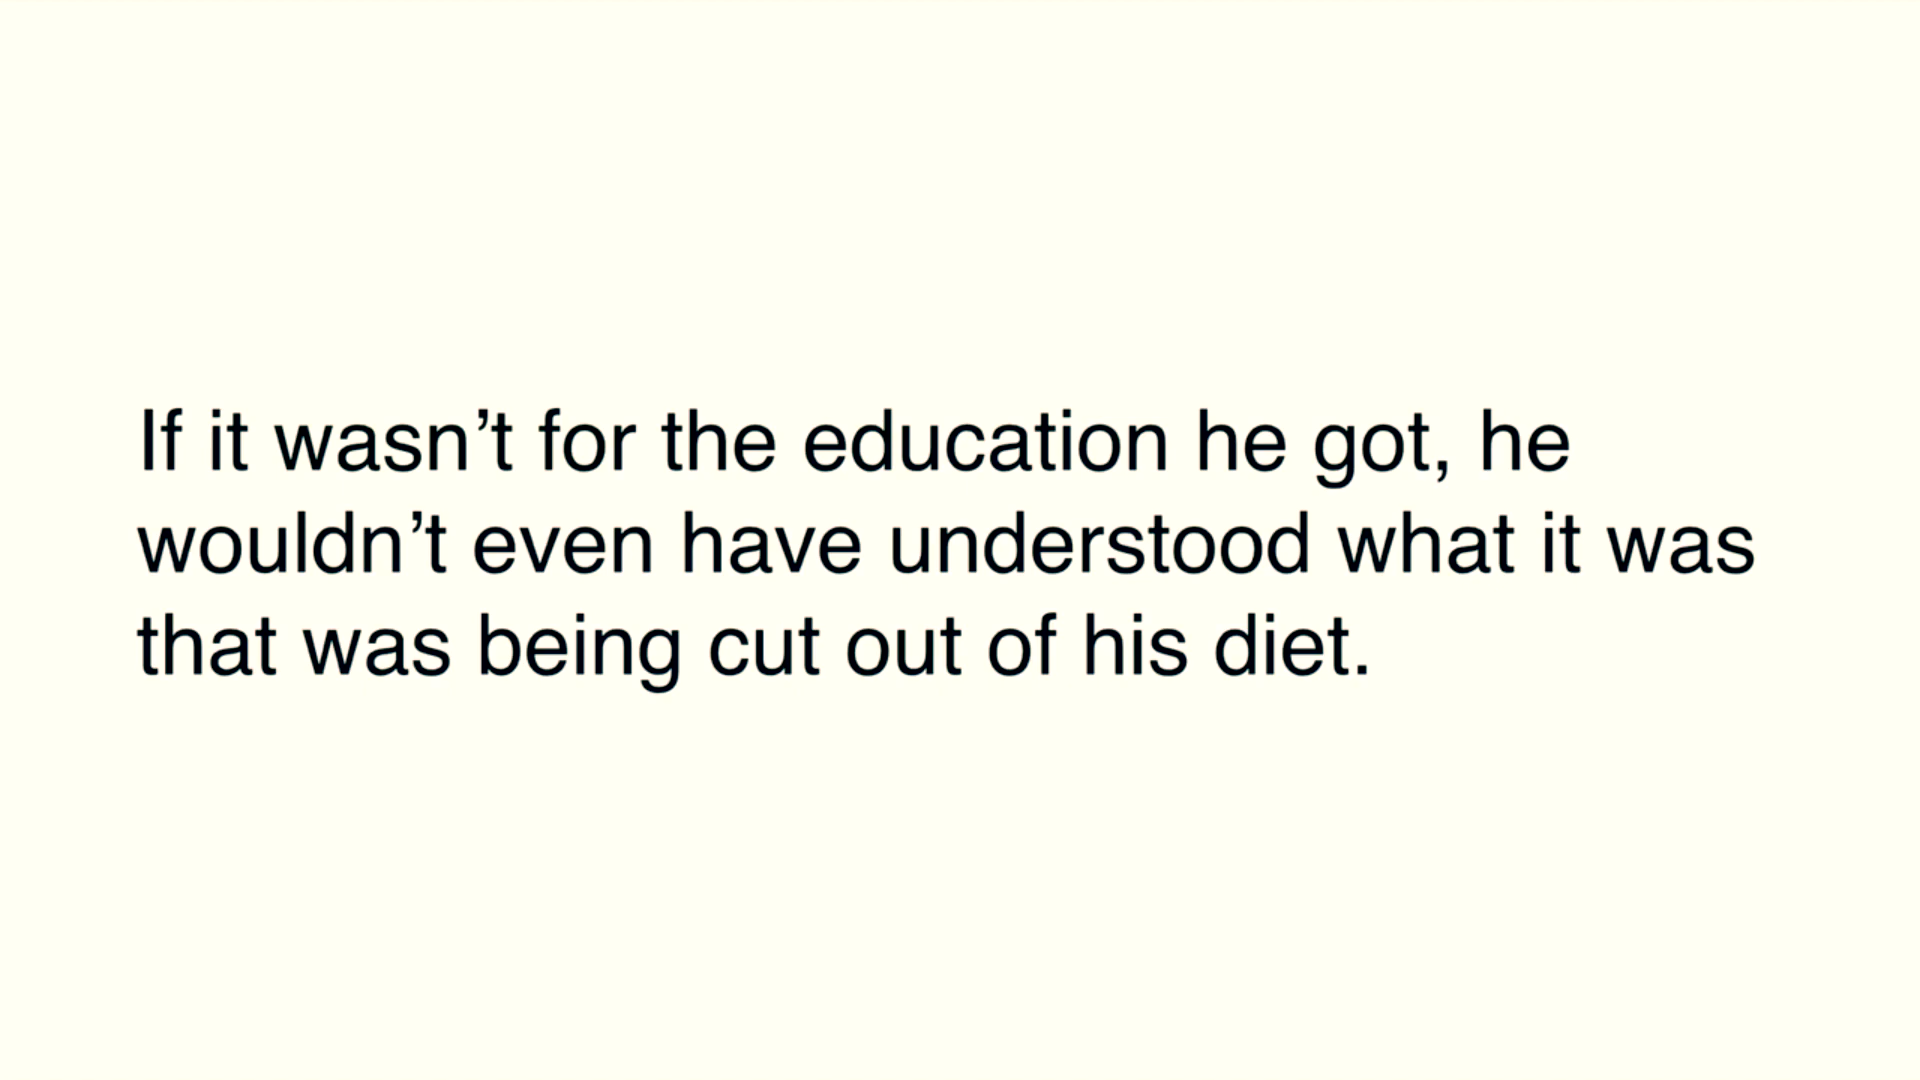 If it wasn’t for the education he got, he
wouldn’t even have understood what it was
that was being cut out of his diet.